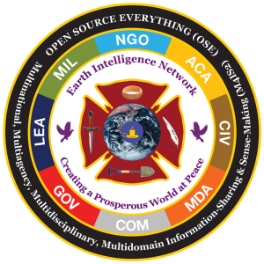 OPEN SOURCE EVERYTHING (OSE)
Multinational, Multiagency, Multidisciplinary, Multidomain Information-Sharing & Sense-Making (M4IS2)
NGO
ACA
CIV
MDA
COM
GOV
LEA
MIL
Earth Intelligence Network
Creating a Prosperous World at Peace